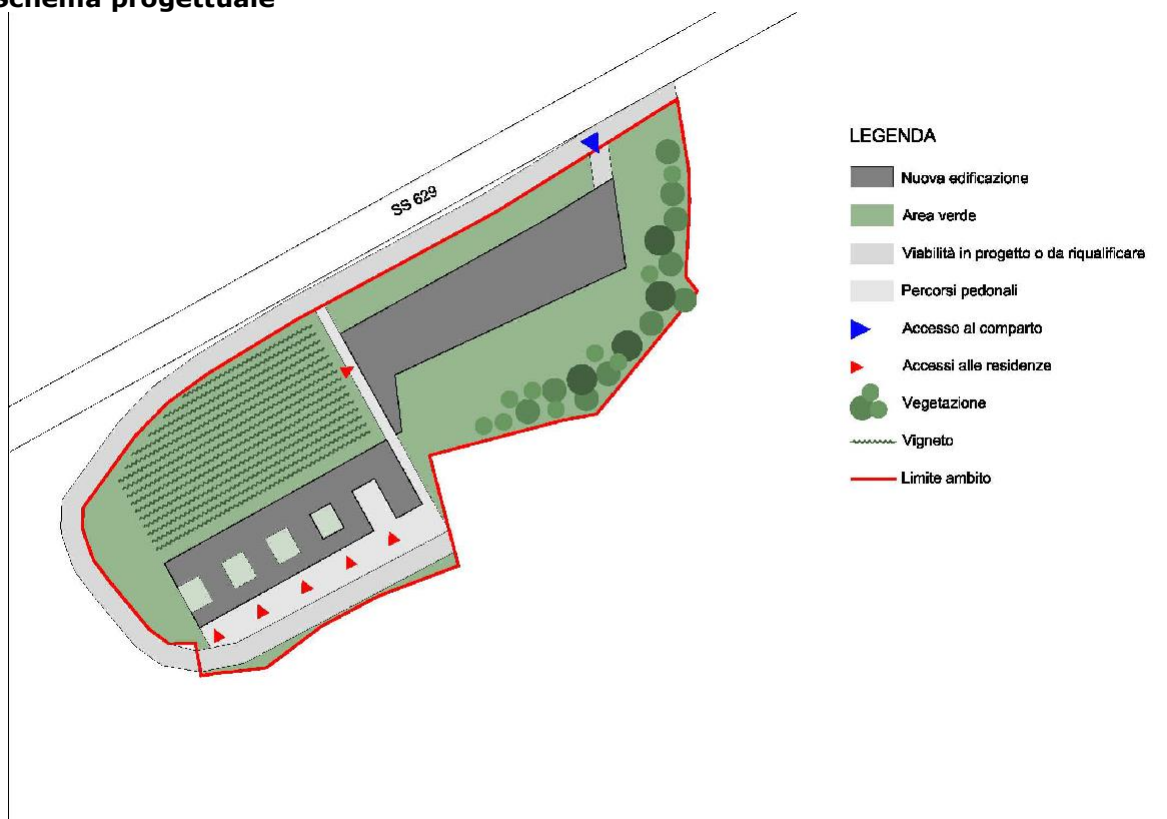 Schema progettuale
SS 629
LEGENDA
Nuova edificazione
Area verde
Viabilità in progetto o da riqualificare
Percorsi pedonali
Accesso al comparto
Accessi alle residenze
Vegetazione
Vigneto
Limite ambito